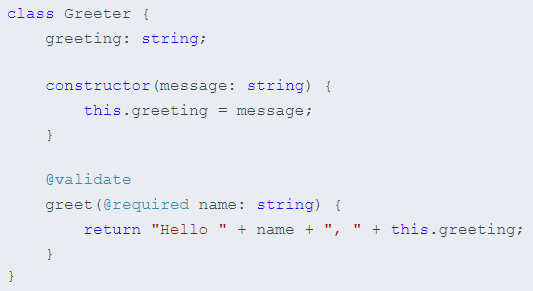 class Greeter {
    greeting: string;

    constructor(message: string) {
        this.greeting = message;
    }

    @validate
    greet(@required name: string) {
        return "Hello " + name + ", " + this.greeting;
    }
}